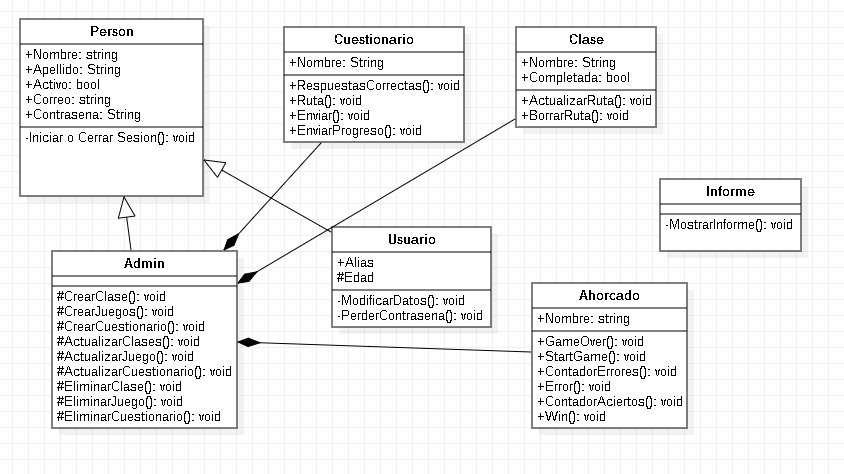 Person
+Nombre: string
+Apellido: String
+Activo: bool
+Correo: string
+Contrasena: String
-Iniciar o Cerrar Sesion(): void
Cuestionario
+Nombre: String
+RespuestasCorrectas(): void
+Ruta(): void
+Enviar(): void
+EnviarProgreso(): void
Clase
+Nombre: String
+Completada: bool
+ActualizarRuta(): void
+BorrarRuta(): void
Informe
-MostrarInforme(): void
Admin
#CrearClase(): void
#CrearJuegos(): void
#CrearCuestionario(): void
#ActualizarClases(): void
#ActualizarJuego(): void
#ActualizarCuestionario(): void
#EliminarClase(): void
#EliminarJuego(): void
#EliminarCuestionario(): void
Usuario
+Alias
#Edad
-ModificarDatos(): void
-PerderContrasena(): void
Ahorcado
+Nombre: string
+GameOver(): void
+StartGame(): void
+ContadorErrores(): void
+Error(): void
+ContadorAciertos(): void
+Win(): void